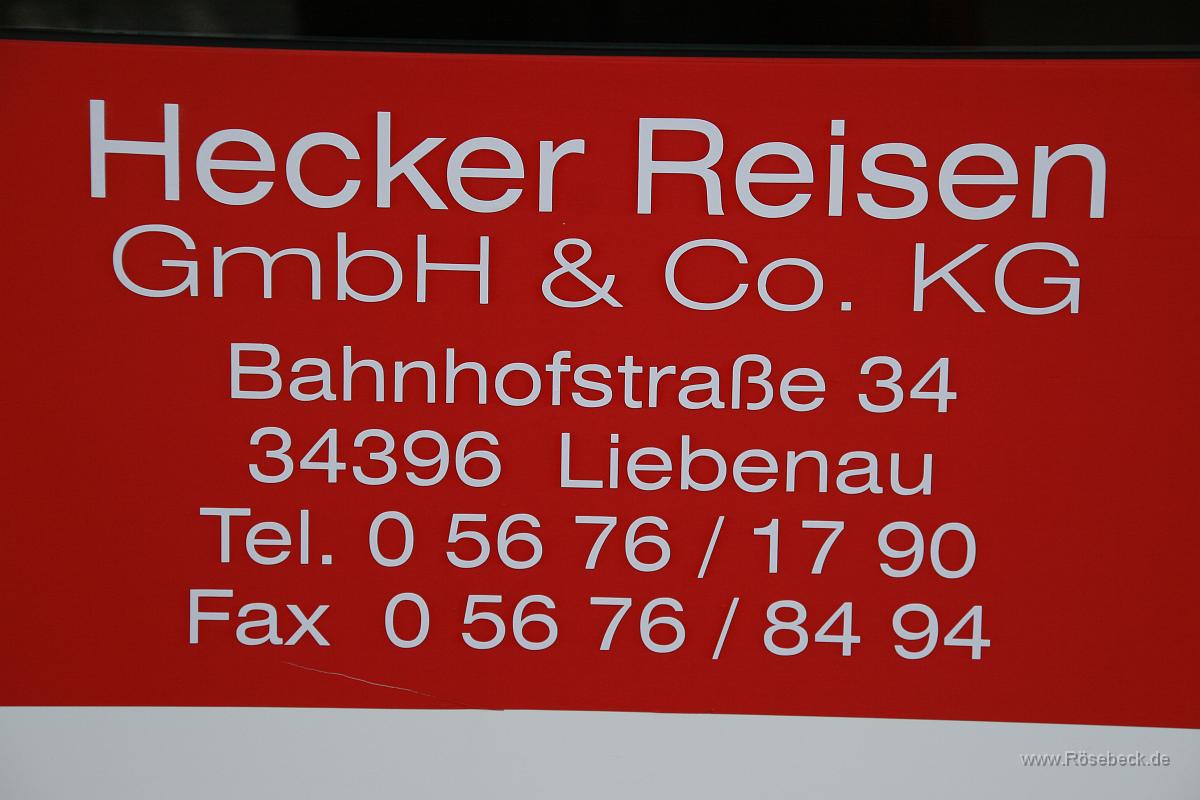 Hecker Reisen
GmbH & Co. KG
Bahnhofstraße 34
34396 Liebenau
Tel. 0 56 76 / 17 90
Fax 0 56 76 / 84 94
www.Rösebeck.de